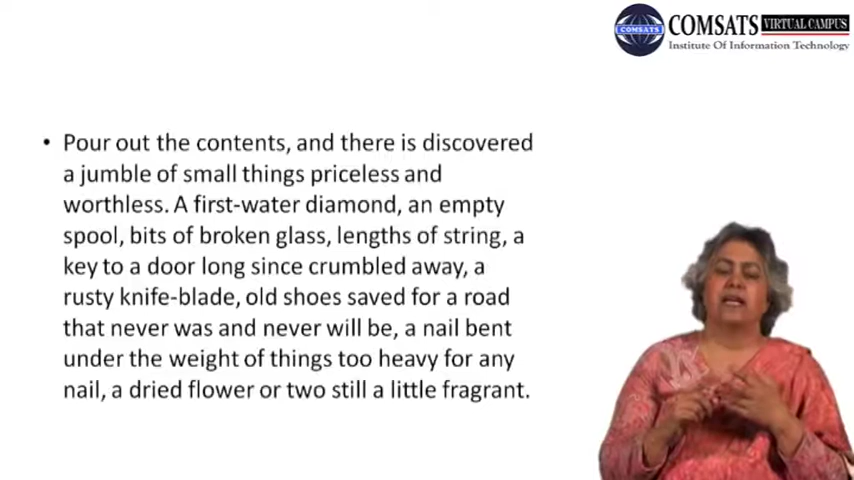 COMSATS VIRTUAL CAMPUS
COMSATS
Institute Of Information Technology
• Pour out the contents, and there is discovered
a jumble of small things priceless and
worthless. A first-water diamond, an empty
spool, bits of broken glass, lengths of string, a
key to a door long since crumbled away, a
rusty knife-blade, old shoes saved for a road
that never was and never will be, a nail bent
under the weight of things too heavy for any
nail, a dried flower or two still a little fragrant.